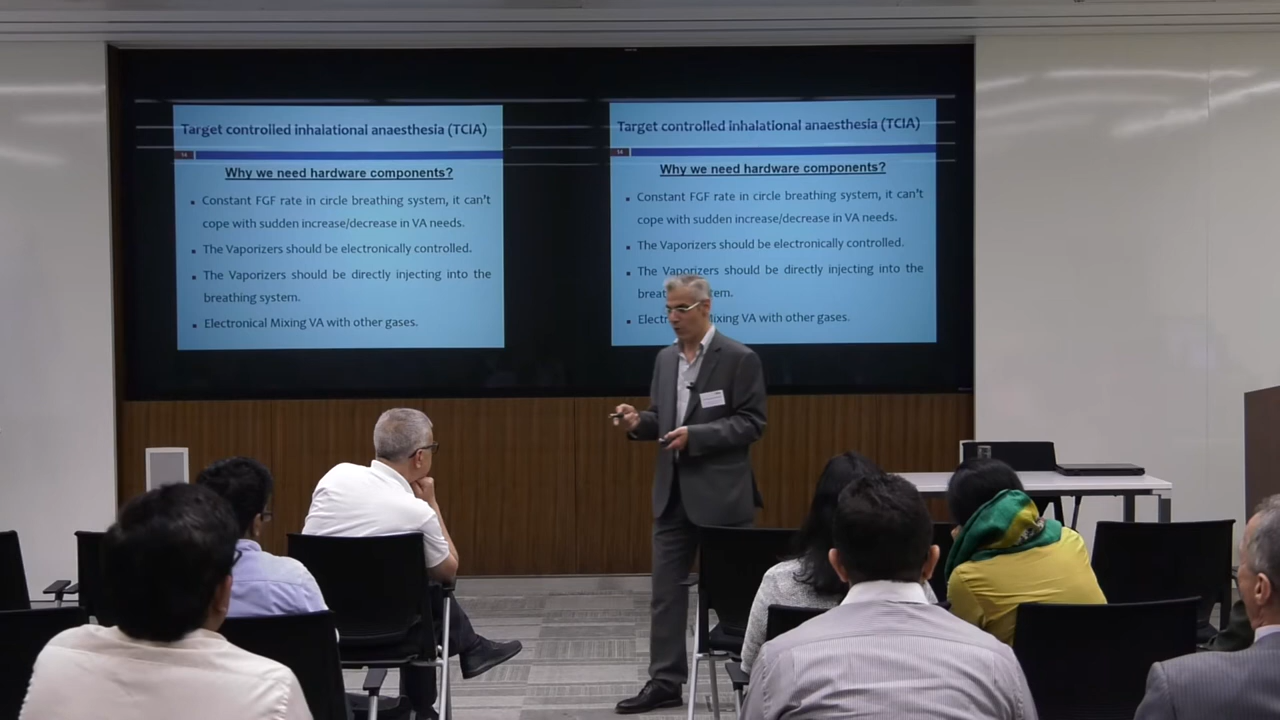 Target controlled inhalational anaesthesia (TCIA)
14
Why we need hardware components?
Constant FGF rate in circle breathing system, it can't
cope with sudden increase/decrease in VA needs.
The Vaporizers should be electronically controlled.
The Vaporizers should be directly injecting into the
breathing system.
Electronical Mixing VA with other gases.
Target controlled inhalational anaesthesia (TCIA)
14
Why we need hardware components?
Constant FGF rate in circle breathing system, it can't
cope with sudden increase/decrease in VA needs.
The Vaporizers should be electronically controlled.
The Vaporizers should be directly injecting into the
VA with other gases.